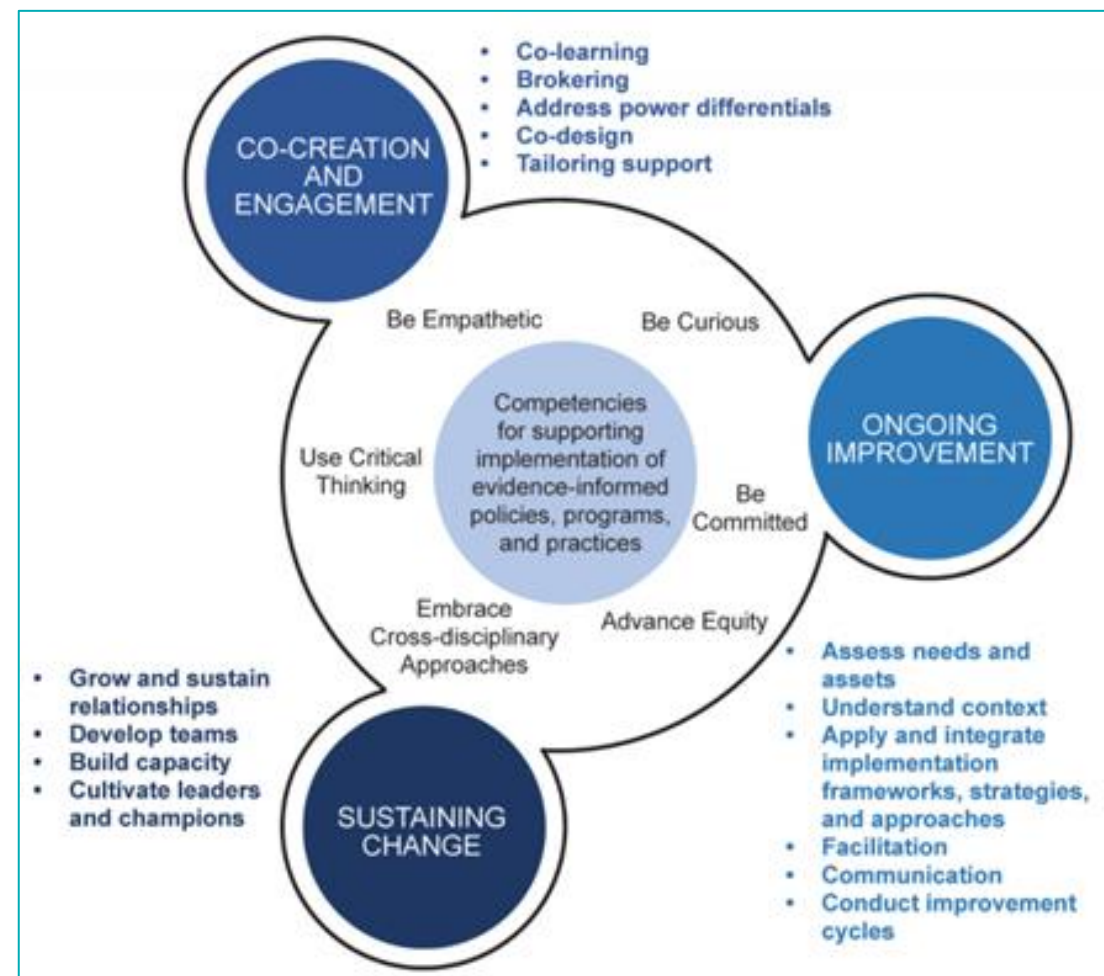 • Co-learning
• Brokering
• Address power differentials
• Co-design
• Tailoring support
CO-CREATION
AND
ENGAGEMENT
Be Empathetic
Be Curious
Competencies
for supporting
implementation of
evidence-informed
policies, programs,
and practices
Use Critical
Thinking
Be
Committed
Embrace
Cross-disciplinary
Approaches
Advance Equity
ONGOING
IMPROVEMENT
• Assess needs and
assets
• Understand context
• Apply and integrate
implementation
frameworks, strategies,
and approaches
• Facilitation
• Communication
• Conduct improvement
cycles
• Grow and sustain
relationships
• Develop teams
• Build capacity
• Cultivate leaders
and champions
SUSTAINING
CHANGE